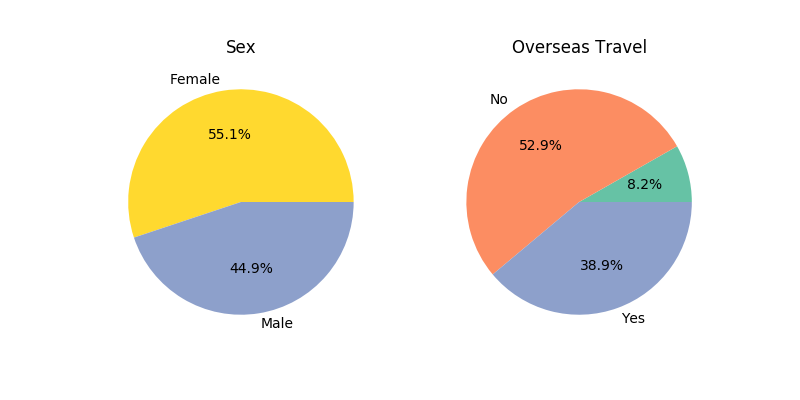 Sex
Female
55.1%
44.9%
Male
Overseas Travel
No
52.9%
8.2%
38.9%
Yes